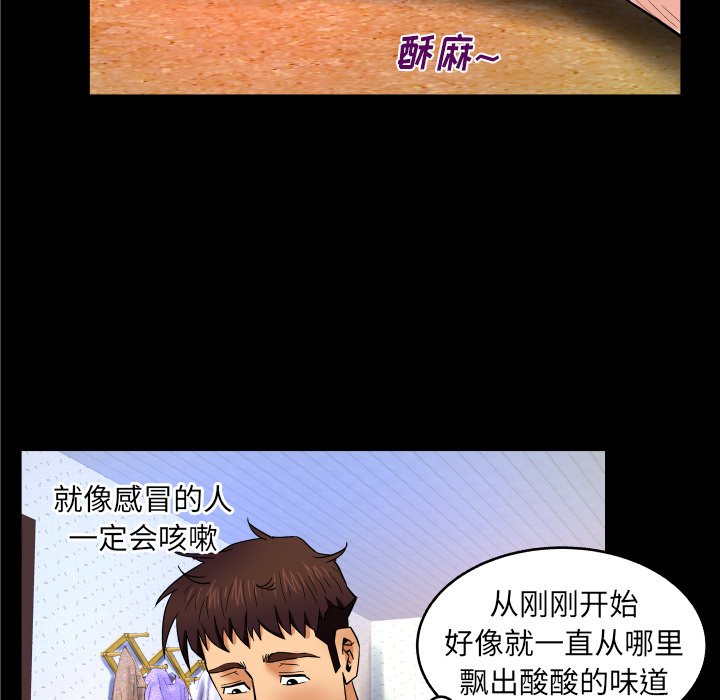 酥麻~
就像感冒的人
一定会咳嗽
从刚刚开始
好像就一直从哪里
飘出酸酸的味道